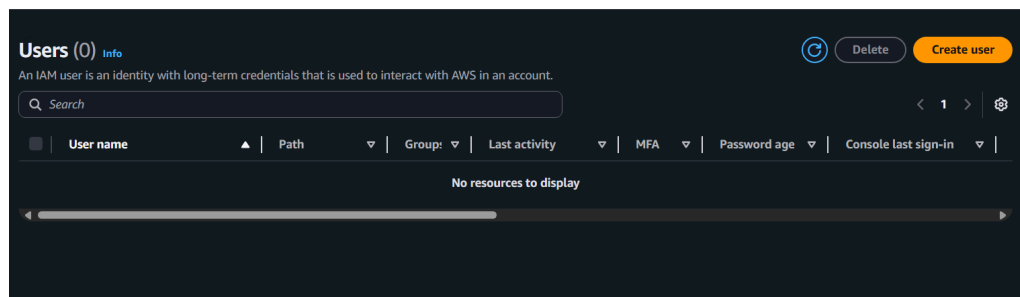 Users (0) Info
Delete
Create user
An IAM user is an identity with long-term credentials that is used to interact with AWS in an account.
Search
1
User name
Path
Groups
Last activity
MFA
Password age
Console last sign-in
No resources to display